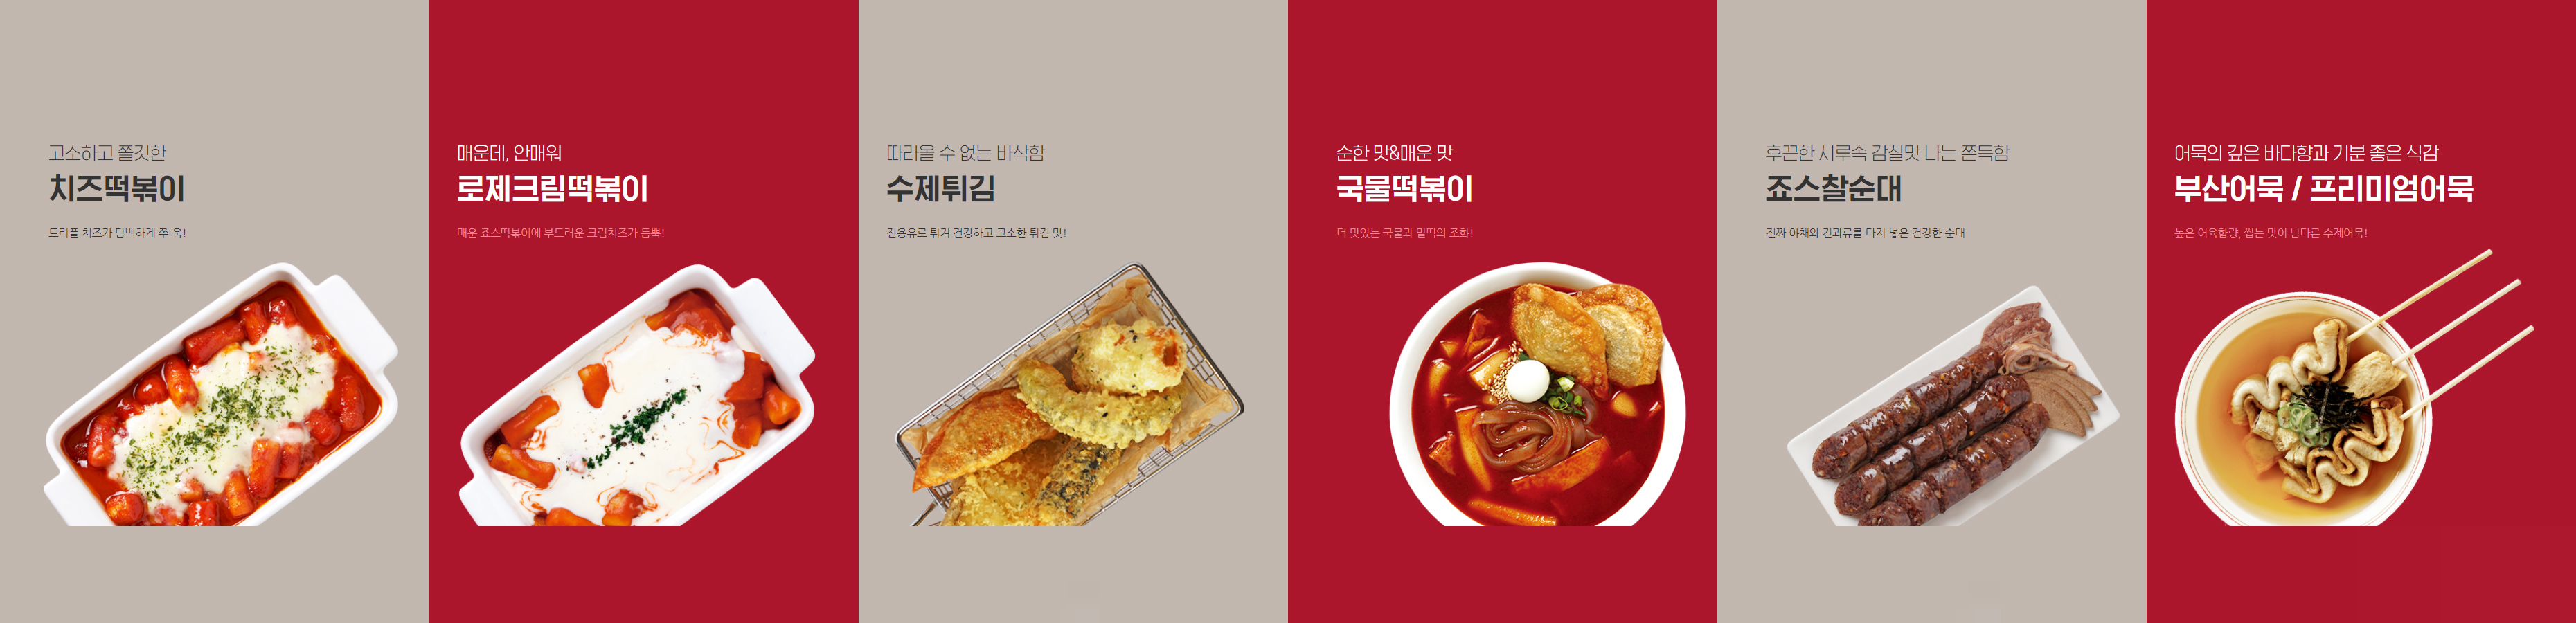 고소하고 쫄깃한
치즈떡볶이
트리플 치즈가 담백하게 쭈-욱!
매운데, 안매워
로제크림떡볶이
매운 죠스떡볶이에 부드러운 크림치즈가 듬뿍!
따라올 수 없는 바삭함
수제튀김
전용유로 튀겨 건강하고 고소한 튀김 맛!
순한 맛&매운 맛
국물떡볶이
더 맛있는 국물과 밀떡의 조화!
후끈한 시루속 감칠맛 나는 쫀득함
죠스찰순대
진짜 야채와 견과류를 다져 넣은 건강한 순대
어묵의 깊은 바다향과 기분 좋은 식감
부산어묵 / 프리미엄어묵
높은 어육함량, 씹는 맛이 남다른 수제어묵!